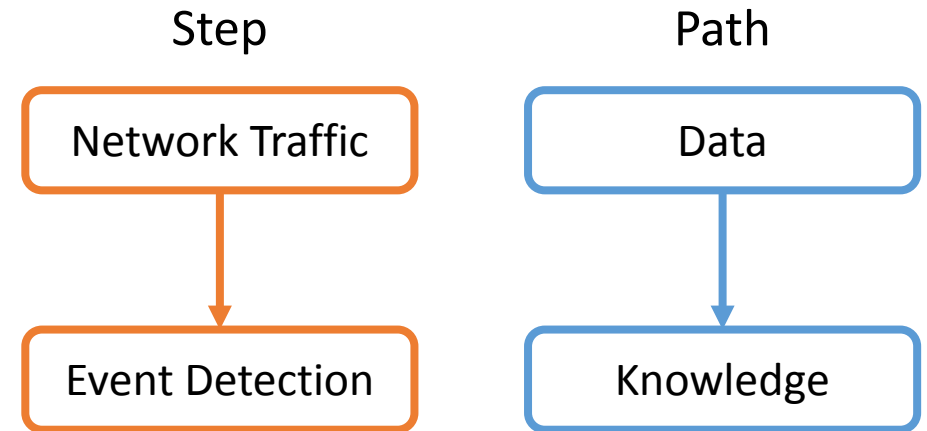 Step
Path
Network Traffic
Data
Event Detection
Knowledge